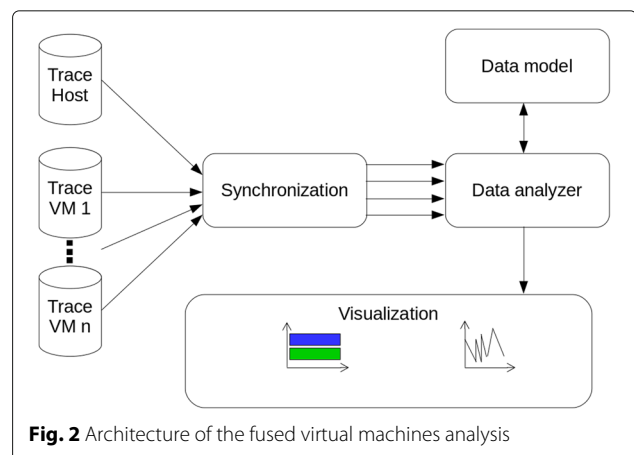 Trace
Host
Data model
Trace
VM 1
Synchronization
Data analyzer
Trace
VM n
Visualization
Fig. 2 Architecture of the fused virtual machines analysis